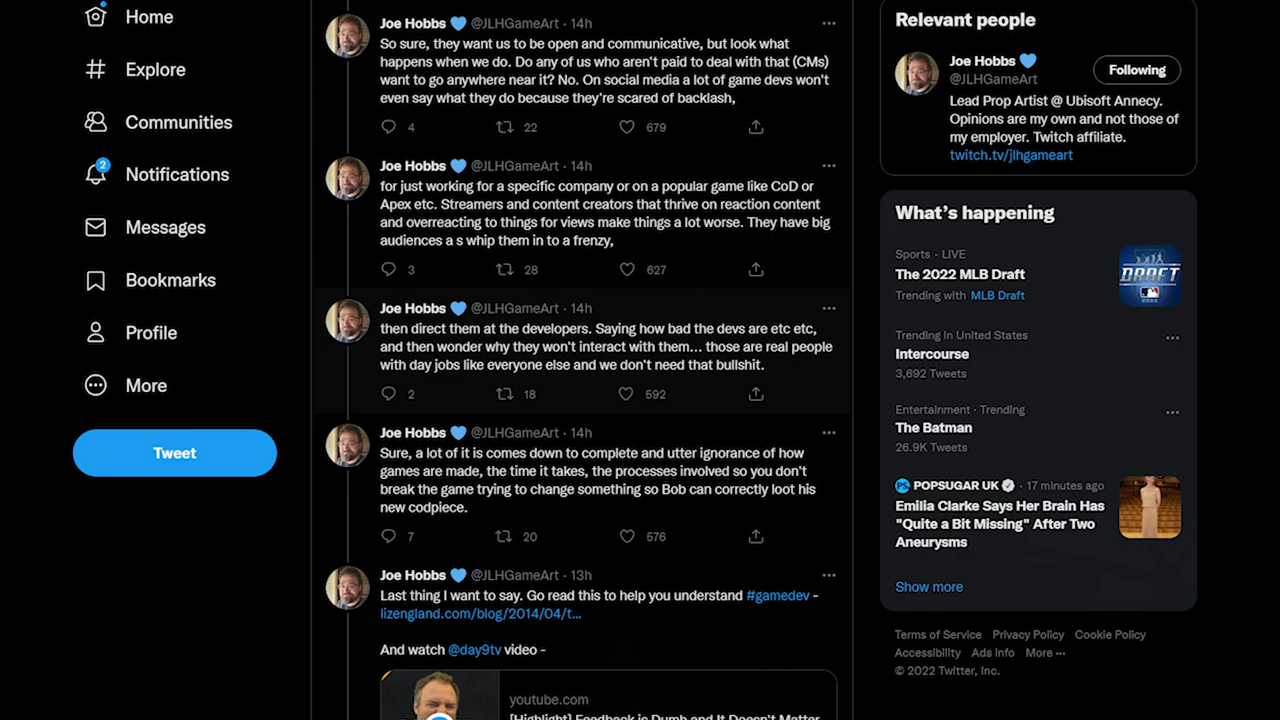 Home
Explore
Communities
2
Notifications
Messages
Bookmarks
Profile
More
Tweet
Joe Hobbs 💙 @JLHGameArt · 14h
So sure, they want us to be open and communicative, but look what
happens when we do. Do any of us who aren't paid to deal with that (CMs)
want to go anywhere near it? No. On social media a lot of game devs won't
even say what they do because they're scared of backlash,
4 22 679
Joe Hobbs 💙 @JLHGameArt · 14h
for just working for a specific company or on a popular game like CoD or
Apex etc. Streamers and content creators that thrive on reaction content
and overreacting to things for views make things a lot worse. They have big
audiences a s whip them in to a frenzy,
3 28 627
Joe Hobbs 💙 @JLHGameArt · 14h
then direct them at the developers. Saying how bad the devs are etc etc,
and then wonder why they won't interact with them... those are real people
with day jobs like everyone else and we don't need that bullshit.
2 18 592
Joe Hobbs 💙 @JLHGameArt · 14h
Sure, a lot of it is comes down to complete and utter ignorance of how
games are made, the time it takes, the processes involved so you don't
break the game trying to change something so Bob can correctly loot his
new codpiece.
7 20 576
Joe Hobbs 💙 @JLHGameArt · 13h
Last thing I want to say. Go read this to help you understand #gamedev -
lizengland.com/blog/2014/04/t...
And watch @day9tv video -
youtube.com
[Highlight] Feedback is Dumb and It Doesn't Matter
Relevant people
Joe Hobbs 💙
@JLHGameArt
Following
Lead Prop Artist @ Ubisoft Annecy.
Opinions are my own and not those of
my employer. Twitch affiliate.
twitch.tv/jlhgameart
What's happening
Sports · LIVE
The 2022 MLB Draft
Trending with MLB Draft
DRAFT
Trending in United States
Intercourse
3,692 Tweets
Entertainment · Trending
The Batman
26.9K Tweets
PS POPSUGAR UK · 17 minutes ago
Emilia Clarke Says Her Brain Has
"Quite a Bit Missing" After Two
Aneurysms
Show more
Terms of Service Privacy Policy Cookie Policy
Accessibility Ads Info More ···
© 2022 Twitter, Inc.